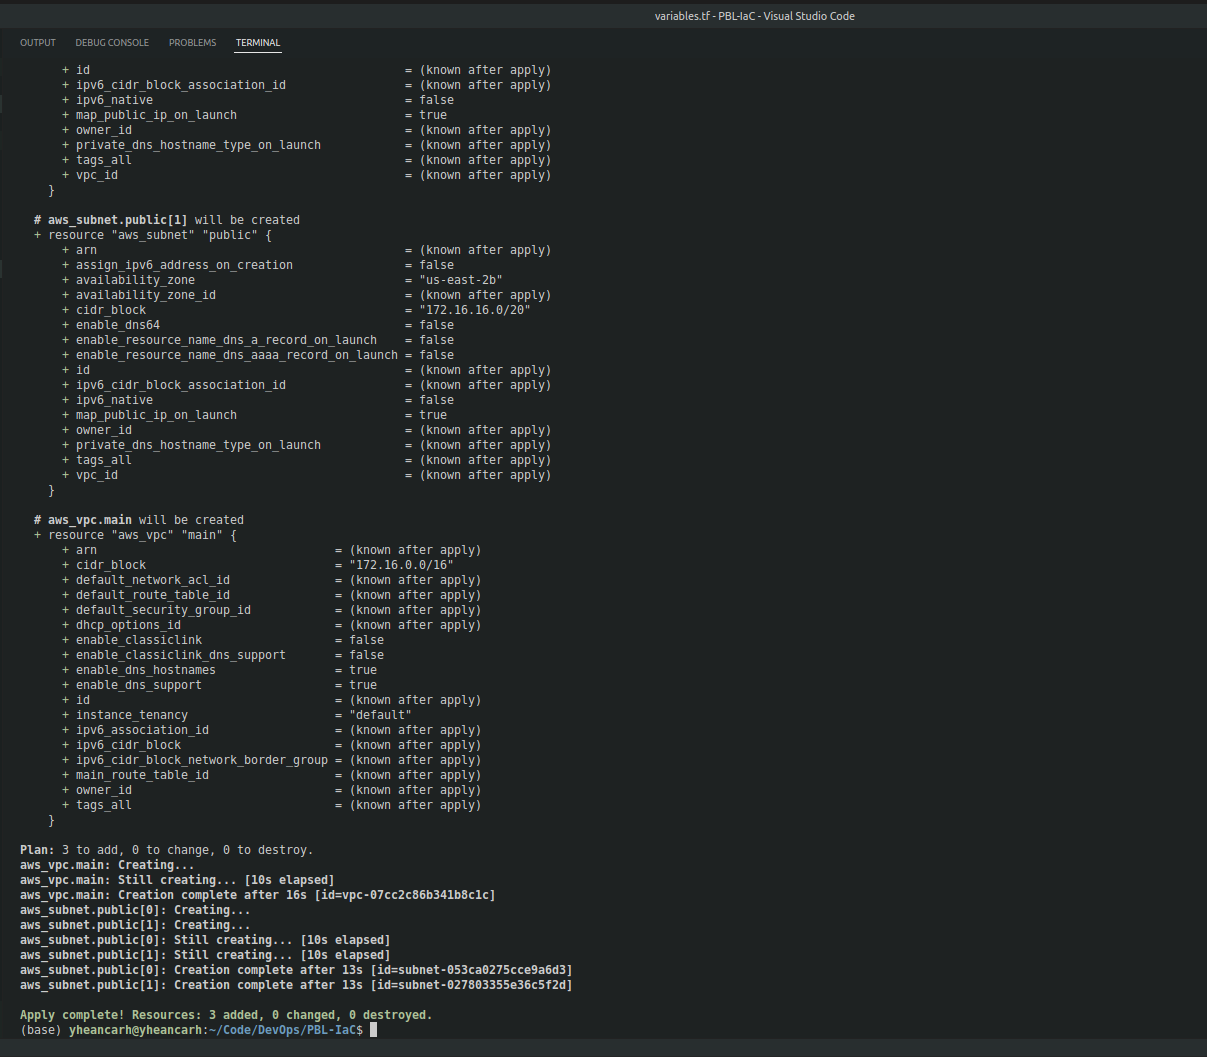 variables.tf - PBL-IaC - Visual Studio Code
OUTPUT DEBUG CONSOLE PROBLEMS TERMINAL
+ id = (known after apply)
+ ipv6_cidr_block_association_id = (known after apply)
+ ipv6_native = false
+ map_public_ip_on_launch = true
+ owner_id = (known after apply)
+ private_dns_hostname_type_on_launch = (known after apply)
+ tags_all = (known after apply)
+ vpc_id = (known after apply)
}
# aws_subnet.public[1] will be created
+ resource "aws_subnet" "public" {
+ arn = (known after apply)
+ assign_ipv6_address_on_creation = false
+ availability_zone = "us-east-2b"
+ availability_zone_id = (known after apply)
+ cidr_block = "172.16.16.0/20"
+ enable_dns64 = false
+ enable_resource_name_dns_a_record_on_launch = false
+ enable_resource_name_dns_aaaa_record_on_launch = false
+ id = (known after apply)
+ ipv6_cidr_block_association_id = (known after apply)
+ ipv6_native = false
+ map_public_ip_on_launch = true
+ owner_id = (known after apply)
+ private_dns_hostname_type_on_launch = (known after apply)
+ tags_all = (known after apply)
+ vpc_id = (known after apply)
}
# aws_vpc.main will be created
+ resource "aws_vpc" "main" {
+ arn = (known after apply)
+ cidr_block = "172.16.0.0/16"
+ default_network_acl_id = (known after apply)
+ default_route_table_id = (known after apply)
+ default_security_group_id = (known after apply)
+ dhcp_options_id = (known after apply)
+ enable_classiclink = false
+ enable_classiclink_dns_support = false
+ enable_dns_hostnames = true
+ enable_dns_support = true
+ id = (known after apply)
+ instance_tenancy = "default"
+ ipv6_association_id = (known after apply)
+ ipv6_cidr_block = (known after apply)
+ ipv6_cidr_block_network_border_group = (known after apply)
+ main_route_table_id = (known after apply)
+ owner_id = (known after apply)
+ tags_all = (known after apply)
}
Plan: 3 to add, 0 to change, 0 to destroy.
aws_vpc.main: Creating...
aws_vpc.main: Still creating... [10s elapsed]
aws_vpc.main: Creation complete after 16s [id=vpc-07cc2c86b341b8c1c]
aws_subnet.public[0]: Creating...
aws_subnet.public[1]: Creating...
aws_subnet.public[0]: Still creating... [10s elapsed]
aws_subnet.public[1]: Still creating... [10s elapsed]
aws_subnet.public[0]: Creation complete after 13s [id=subnet-053ca0275cce9a6d3]
aws_subnet.public[1]: Creation complete after 13s [id=subnet-027803355e36c5f2d]
Apply complete! Resources: 3 added, 0 changed, 0 destroyed.
(base) yheancarh@yheancarh:~/Code/DevOps/PBL-IaC$